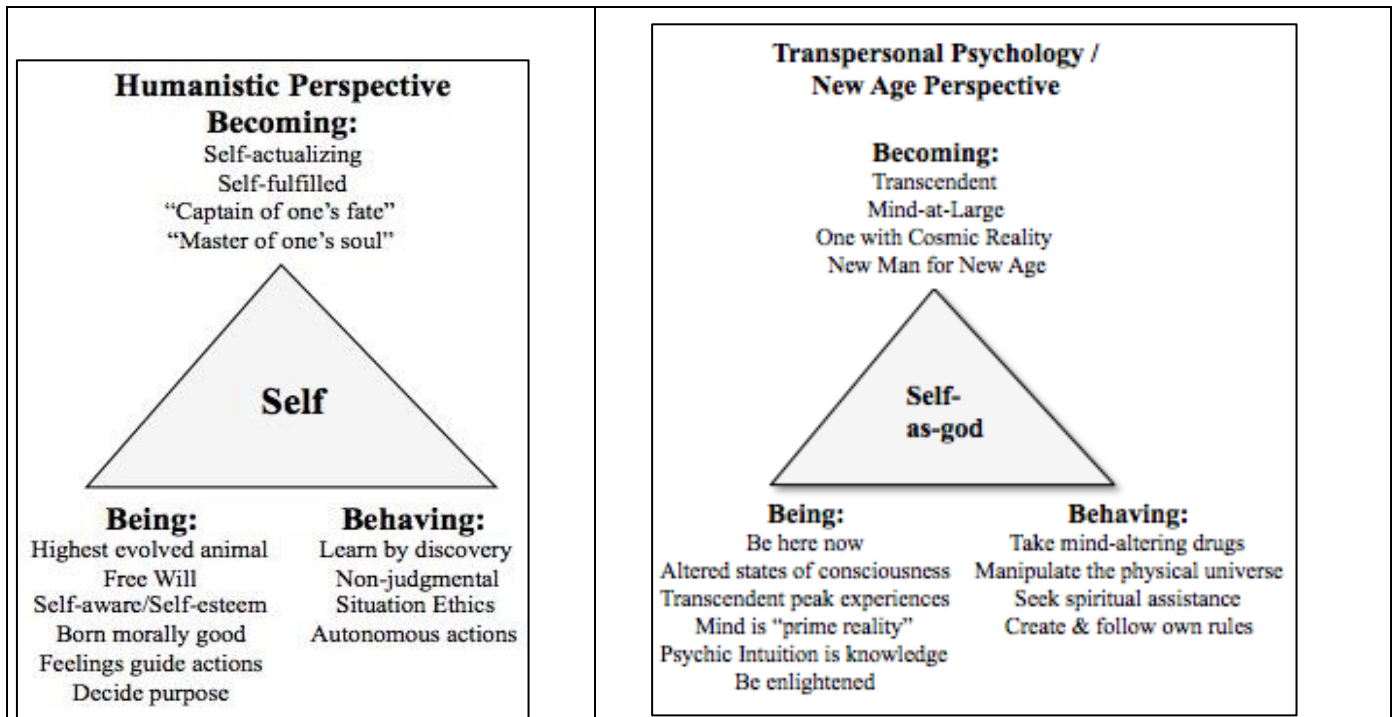 Humanistic Perspective
Becoming:
Self-actualizing
Self-fulfilled
“Captain of one’s fate”
“Master of one’s soul”
Self
Being:
Highest evolved animal
Free Will
Self-aware/Self-esteem
Born morally good
Feelings guide actions
Decide purpose
Behaving:
Learn by discovery
Non-judgmental
Situation Ethics
Autonomous actions
Transpersonal Psychology /
New Age Perspective
Becoming:
Transcendent
Mind-at-Large
One with Cosmic Reality
New Man for New Age
Self-
as-god
Being:
Be here now
Altered states of consciousness
Transcendent peak experiences
Mind is “prime reality”
Psychic Intuition is knowledge
Be enlightened
Behaving:
Take mind-altering drugs
Manipulate the physical universe
Seek spiritual assistance
Create & follow own rules